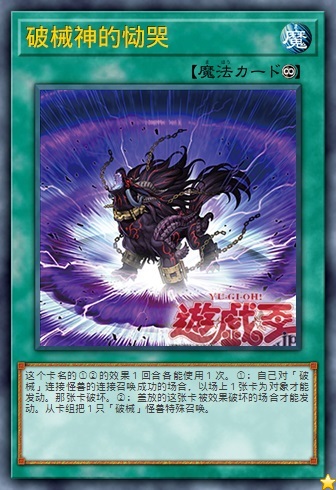 破械神的恸哭
魔
【魔法カード】
YU-GI-OH!
遊戯王
这个卡名的①②的效果1回合各能使用1次。①：自己对「破
械」连接怪兽的连接召唤成功的场合，以场上1张卡为对象才能发
动。那张卡破坏。②：盖放的这张卡被效果破坏的场合才能发
动。从卡组把1只「破械」怪兽特殊召唤。